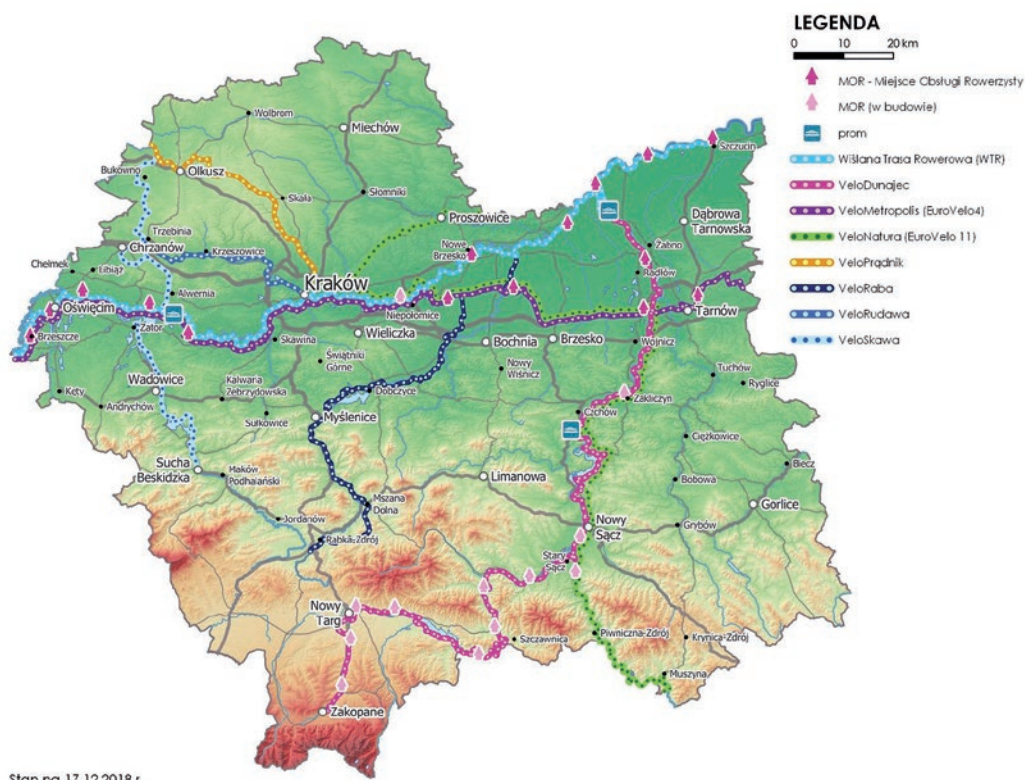 LEGENDA
0 10 20 km
MOR - Miejsce Obsługi Rowerzysty
MOR (w budowie)
prom
Wiślana Trasa Rowerowa (WTR)
VeloDunajec
VeloMetropolis (EuroVelo4)
VeloNatura (EuroVelo 11)
VeloPrądnik
VeloRaba
VeloRudawa
VeloSkawa
Wolbrom
Miechów
Szczucin
Bukowno
Olkusz
Skała
Słomniki
Proszowice
Dąbrowa
Tarnowska
Trzebinia
Chrzanów
Krzeszowice
Nowe
Brzesko
Żabno
Chełmek
Libiąż
Kraków
Radłów
Alwernia
Oświęcim
Niepołomice
Tarnów
Zator
Brzeszcze
Skawina
Wieliczka
Bochnia
Brzesko
Wojnicz
Świątniki
Górne
Nowy
Wiśnicz
Tuchów
Ryglice
Kęty
Wadowice
Kalwaria
Zebrzydowska
Dobczyce
Zakliczyn
Andrychów
Sułkowice
Myślenice
Czchów
Ciężkowice
Sucha
Beskidzka
Maków
Podhalański
Limanowa
Bobowa
Biecz
Gorlice
Jordanów
Mszana
Dolna
Nowy
Sącz
Grybów
Rabka-Zdrój
Stary
Sącz
Nowy
Targ
Szczawnica
Piwniczna-Zdrój
Krynica-Zdrój
Muszyna
Zakopane
Stan na 17.12.2018 r.